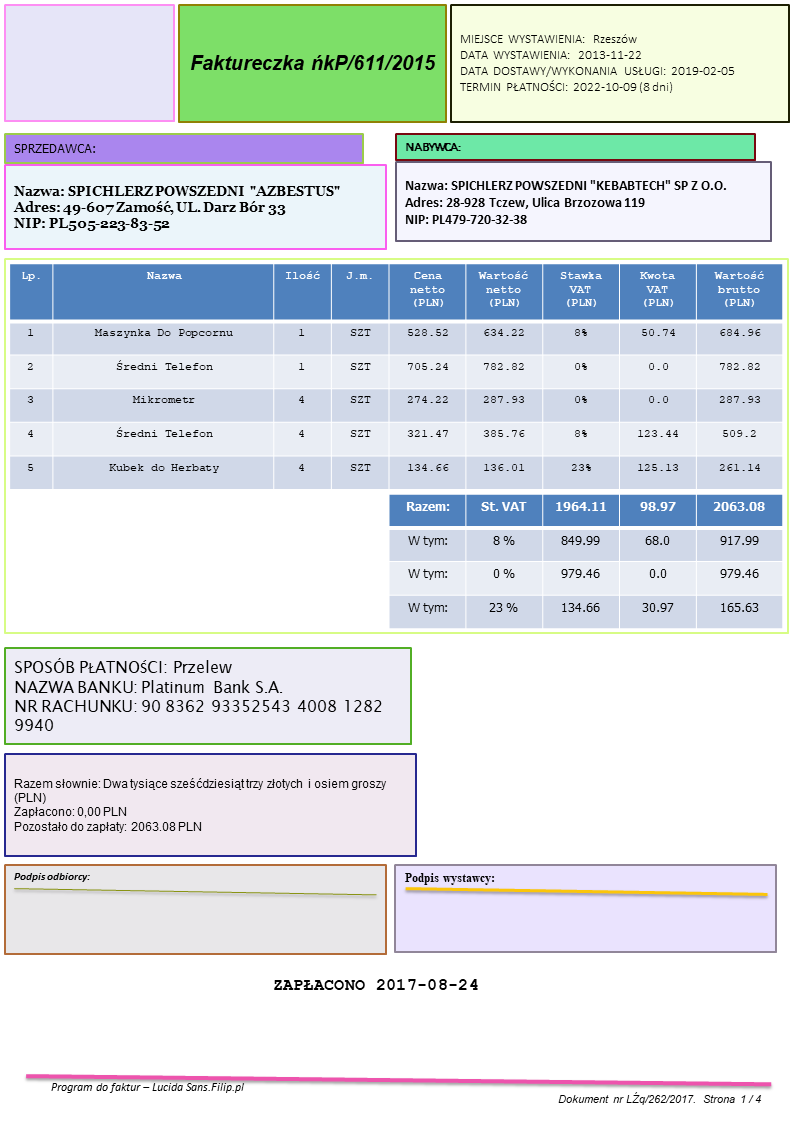 Faktureczka ńkP/611/2015
MIEJSCE WYSTAWIENIA: Rzeszów
DATA WYSTAWIENIA: 2013-11-22
DATA DOSTAWY/WYKONANIA USŁUGI: 2019-02-05
TERMIN PŁATNOŚCI: 2022-10-09 (8 dni)
SPRZEDAWCA:
Nazwa: SPICHLERZ POWSZEDNI "AZBESTUS"
Adres: 49-607 Zamość, UL. Darz Bór 33
NIP: PL505-223-83-52
NABYWCA:
Nazwa: SPICHLERZ POWSZEDNI "KEBABTECH" SP Z O.O.
Adres: 28-928 Tczew, Ulica Brzozowa 119
NIP: PL479-720-32-38
Lp. Nazwa Ilość J.m. Cena netto (PLN) Wartość netto (PLN) Stawka VAT (PLN) Kwota VAT (PLN) Wartość brutto (PLN)
1 Maszynka Do Popcornu 1 SZT 528.52 634.22 8% 50.74 684.96
2 Średni Telefon 1 SZT 705.24 782.82 0% 0.0 782.82
3 Mikrometr 4 SZT 274.22 287.93 0% 0.0 287.93
4 Średni Telefon 4 SZT 321.47 385.76 8% 123.44 509.2
5 Kubek do Herbaty 4 SZT 134.66 136.01 23% 125.13 261.14
Razem: St. VAT 1964.11 98.97 2063.08
W tym: 8 % 849.99 68.0 917.99
W tym: 0 % 979.46 0.0 979.46
W tym: 23 % 134.66 30.97 165.63
SPOSÓB PŁATNOŚCI: Przelew
NAZWA BANKU: Platinum Bank S.A.
NR RACHUNKU: 90 8362 93352543 4008 1282
9940
Razem słownie: Dwa tysiące sześćdziesiąt trzy złotych i osiem groszy
(PLN)
Zapłacono: 0,00 PLN
Pozostało do zapłaty: 2063.08 PLN
Podpis odbiorcy:
Podpis wystawcy:
ZAPŁACONO 2017-08-24
Program do faktur – Lucida Sans.Filip.pl
Dokument nr LŻq/262/2017. Strona 1 / 4